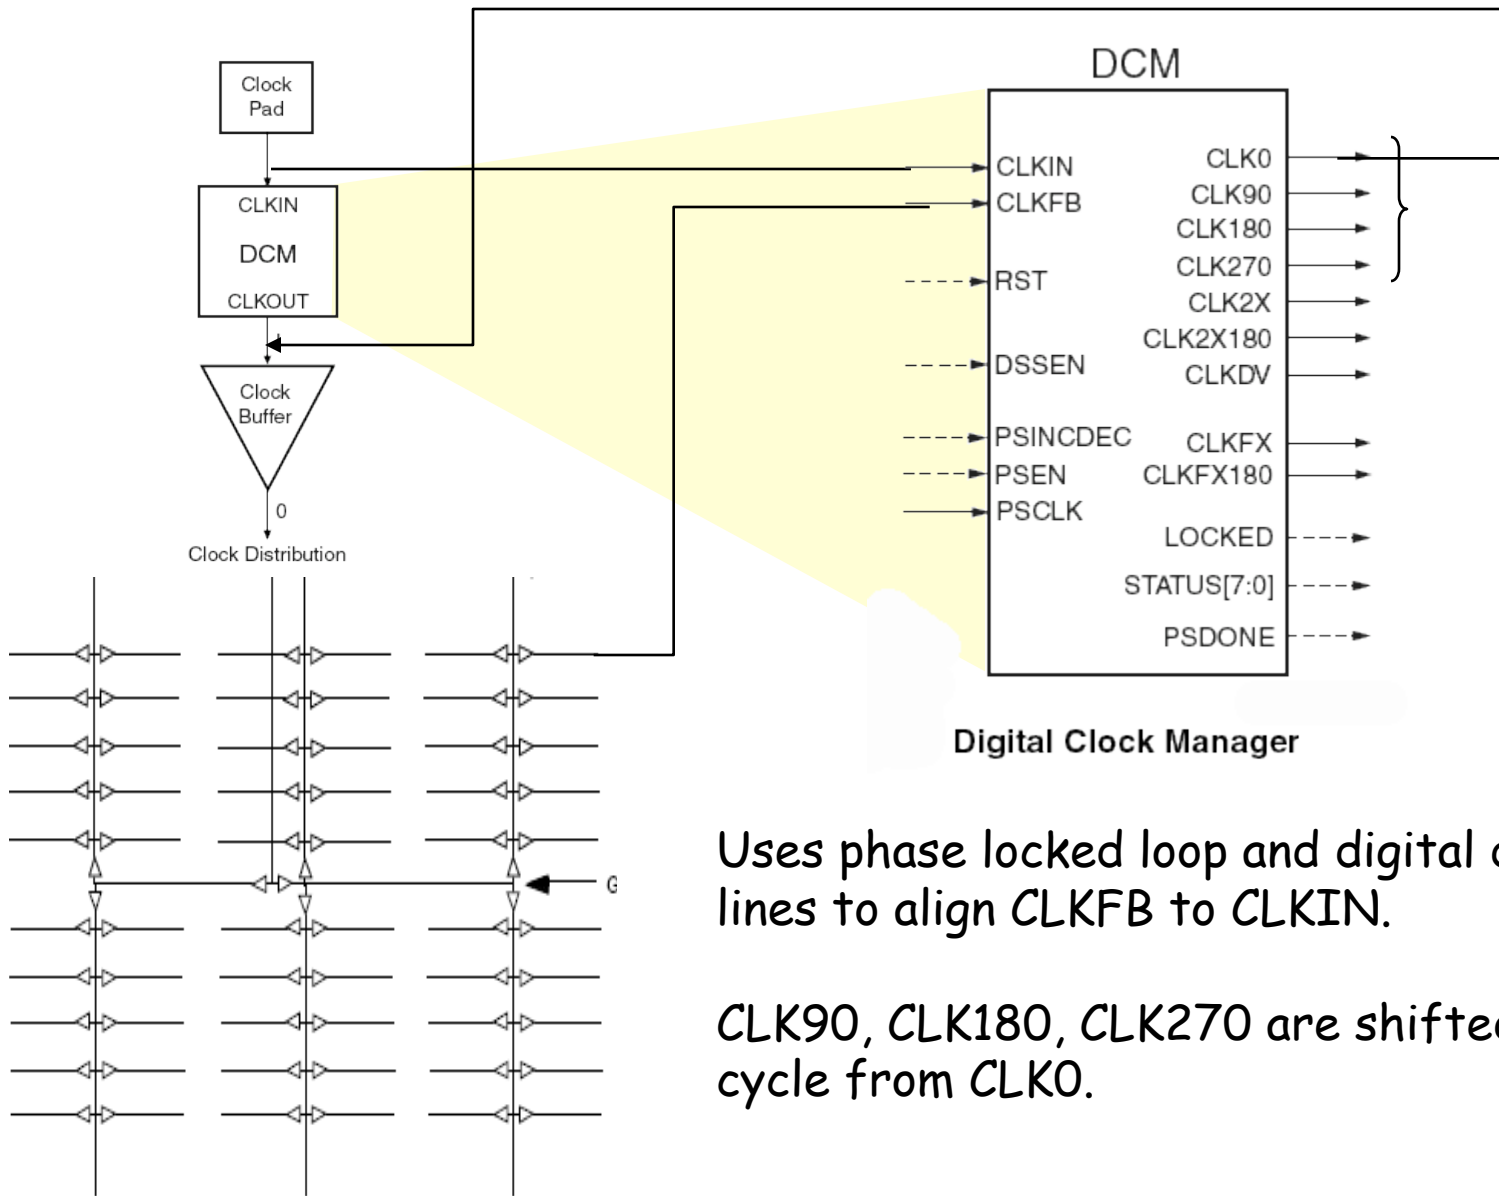 DCM
Clock
Pad
CLKIN
DCM
CLKOUT
Clock
Buffer
0
Clock Distribution
CLKIN
CLKFB
RST
DSSEN
PSINCDEC
PSEN
PSCLK
CLK0
CLK90
CLK180
CLK270
CLK2X
CLK2X180
CLKDV
CLKFX
CLKFX180
LOCKED
STATUS[7:0]
PSDONE
Digital Clock Manager
Uses phase locked loop and digital
lines to align CLKFB to CLKIN.
CLK90, CLK180, CLK270 are shifted
cycle from CLK0.